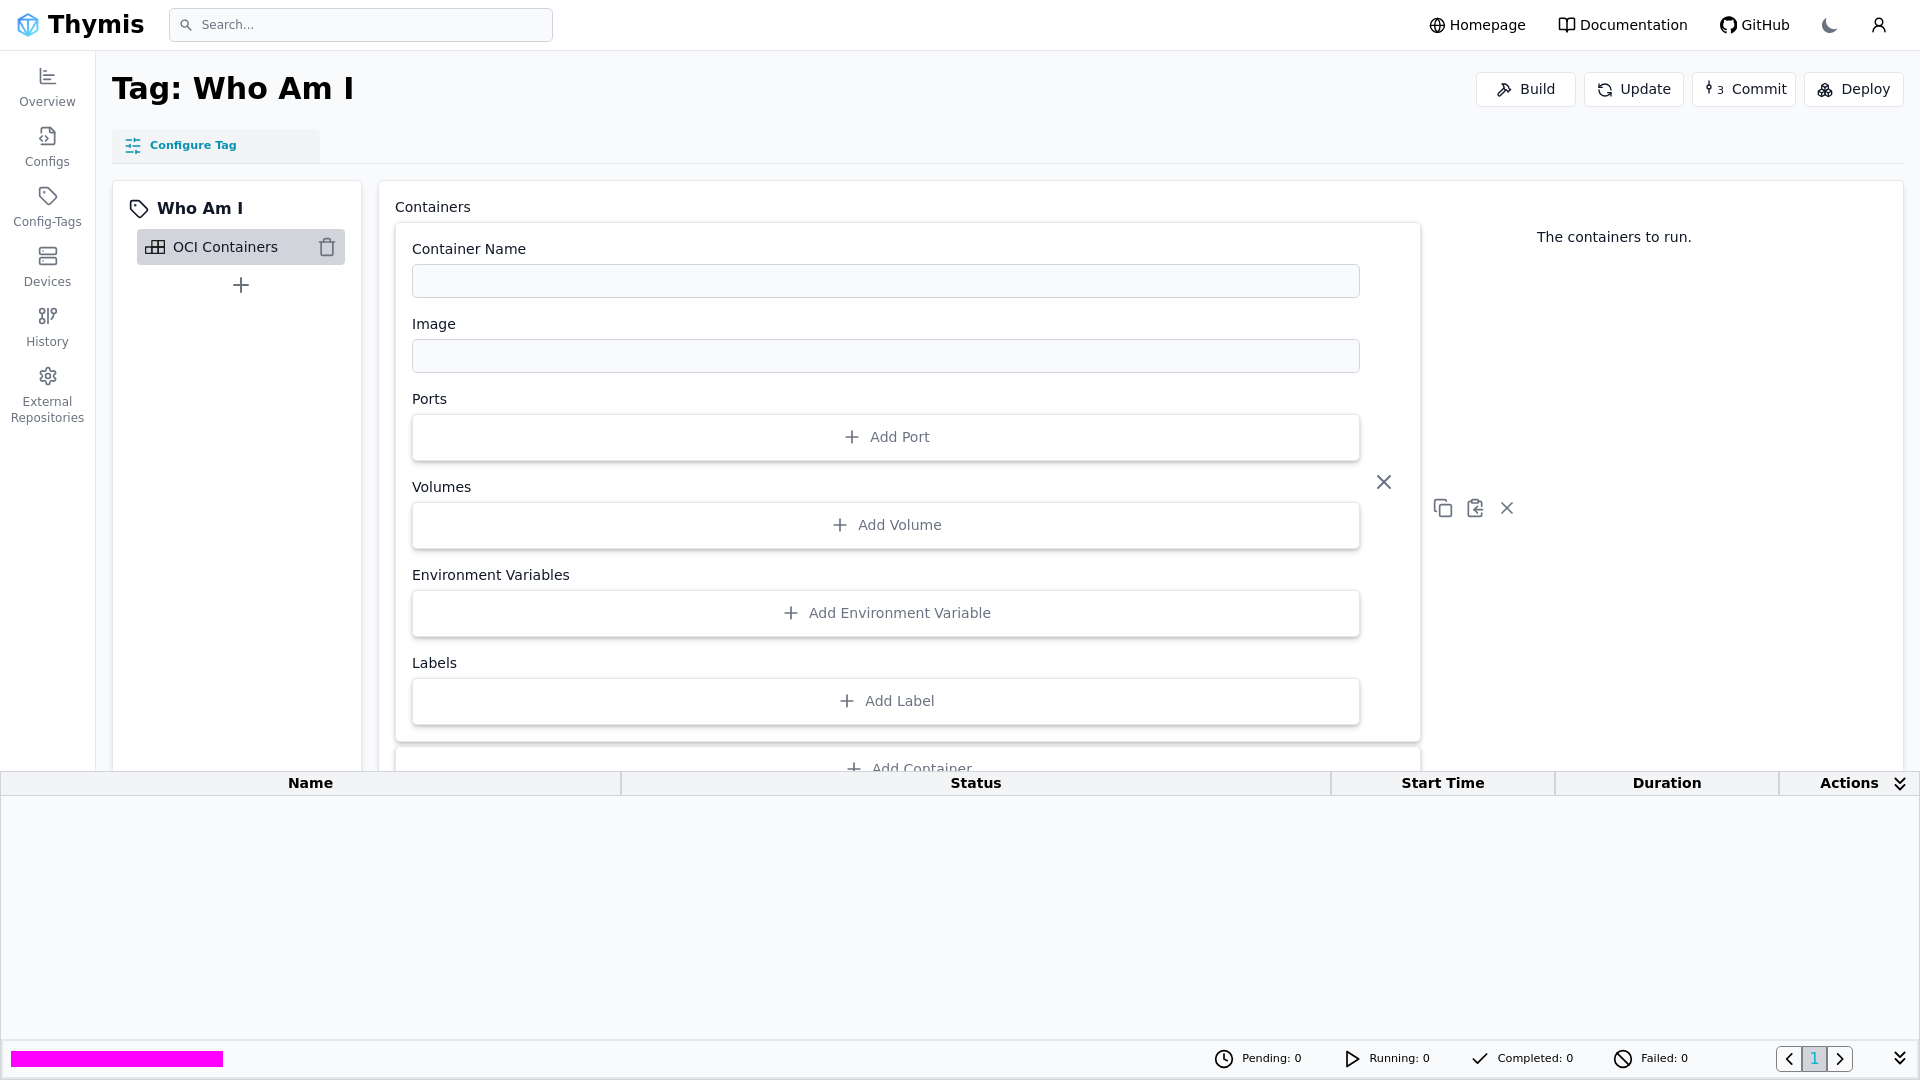 Thymis
Search...
Homepage
Documentation
GitHub
Overview
Configs
Config-Tags
Devices
History
External
Repositories
Tag: Who Am I
Build
Update
3 Commit
Deploy
Configure Tag
Who Am I
OCI Containers
Containers
Container Name
Image
Ports
Add Port
Volumes
Add Volume
Environment Variables
Add Environment Variable
Labels
Add Label
Add Container
The containers to run.
Name
Status
Start Time
Duration
Actions
Pending: 0
Running: 0
Completed: 0
Failed: 0
1